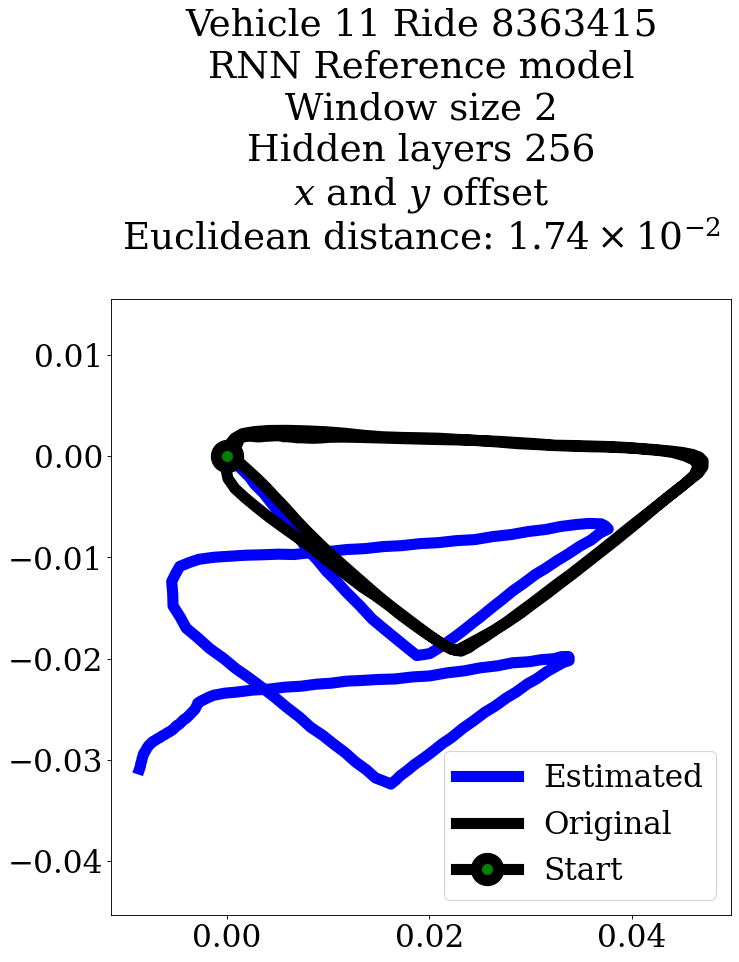 Vehicle 11 Ride 8363415
RNN Reference model
Window size 2
Hidden layers 256
x and y offset
Euclidean distance: 1.74 × 10⁻²
0.01
0.00
−0.01
−0.02
−0.03
−0.04
Estimated
Original
Start
0.00 0.02 0.04